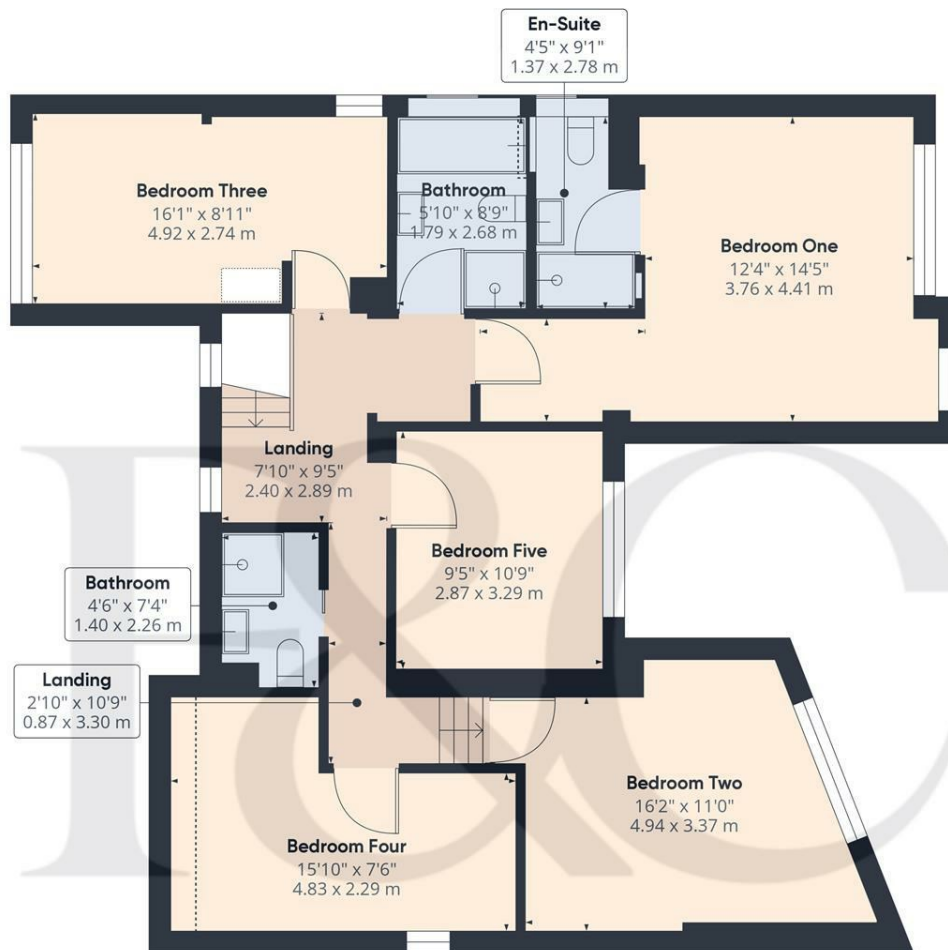 En-Suite
4'5" x 9'1"
1.37 x 2.78 m
Bedroom Three
16'1" x 8'11"
4.92 x 2.74 m
Bathroom
5'10" x 8'9"
1.79 x 2.68 m
Bedroom One
12'4" x 14'5"
3.76 x 4.41 m
Landing
7'10" x 9'5"
2.40 x 2.89 m
Bedroom Five
9'5" x 10'9"
2.87 x 3.29 m
Bathroom
4'6" x 7'4"
1.40 x 2.26 m
Landing
2'10" x 10'9"
0.87 x 3.30 m
Bedroom Two
16'2" x 11'0"
4.94 x 3.37 m
Bedroom Four
15'10" x 7'6"
4.83 x 2.29 m
F&C